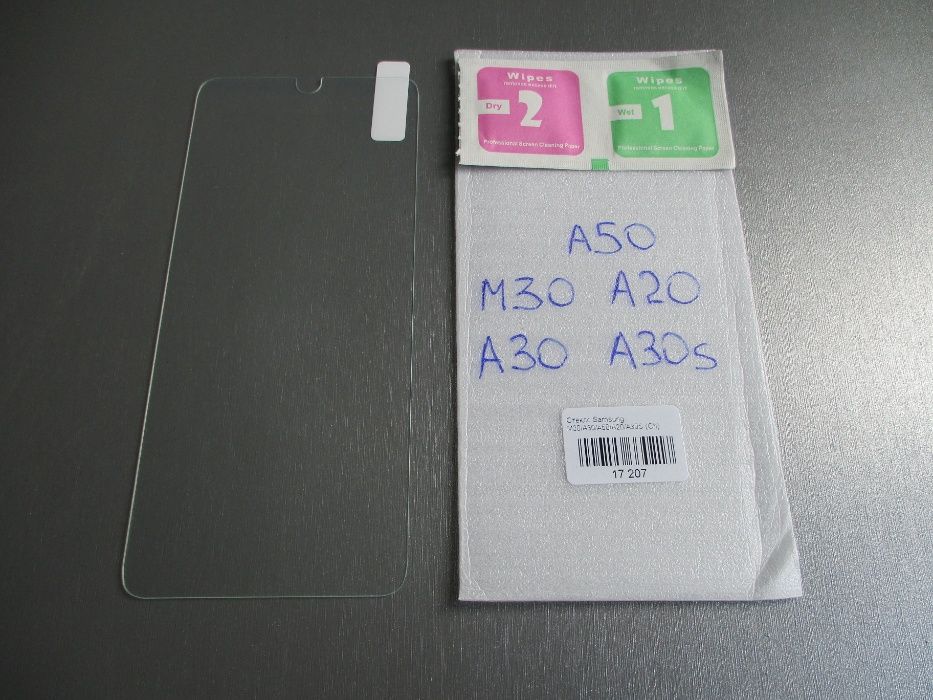 Wipes
Dry
2
Professional Screen Cleaning Paper
Wipes
Wet
1
Professional Screen Cleaning Paper
A50
M30 A20
A30 A30s
Стекло Samsung
17 207